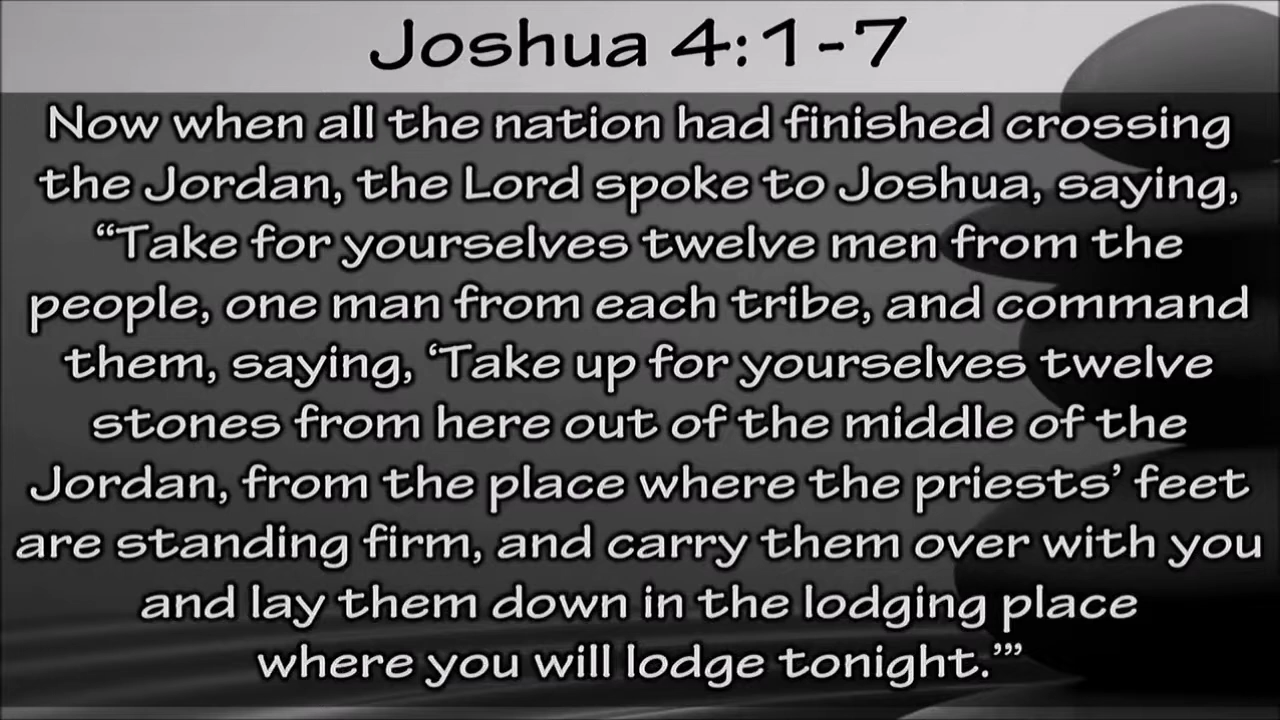 Joshua 4:1-7
Now when all the nation had finished crossing
the Jordan, the Lord spoke to Joshua, saying,
“Take for yourselves twelve men from the
people, one man from each tribe, and command
them, saying, ‘Take up for yourselves twelve
stones from here out of the middle of the
Jordan, from the place where the priests’ feet
are standing firm, and carry them over with you
and lay them down in the lodging place
where you will lodge tonight.’”